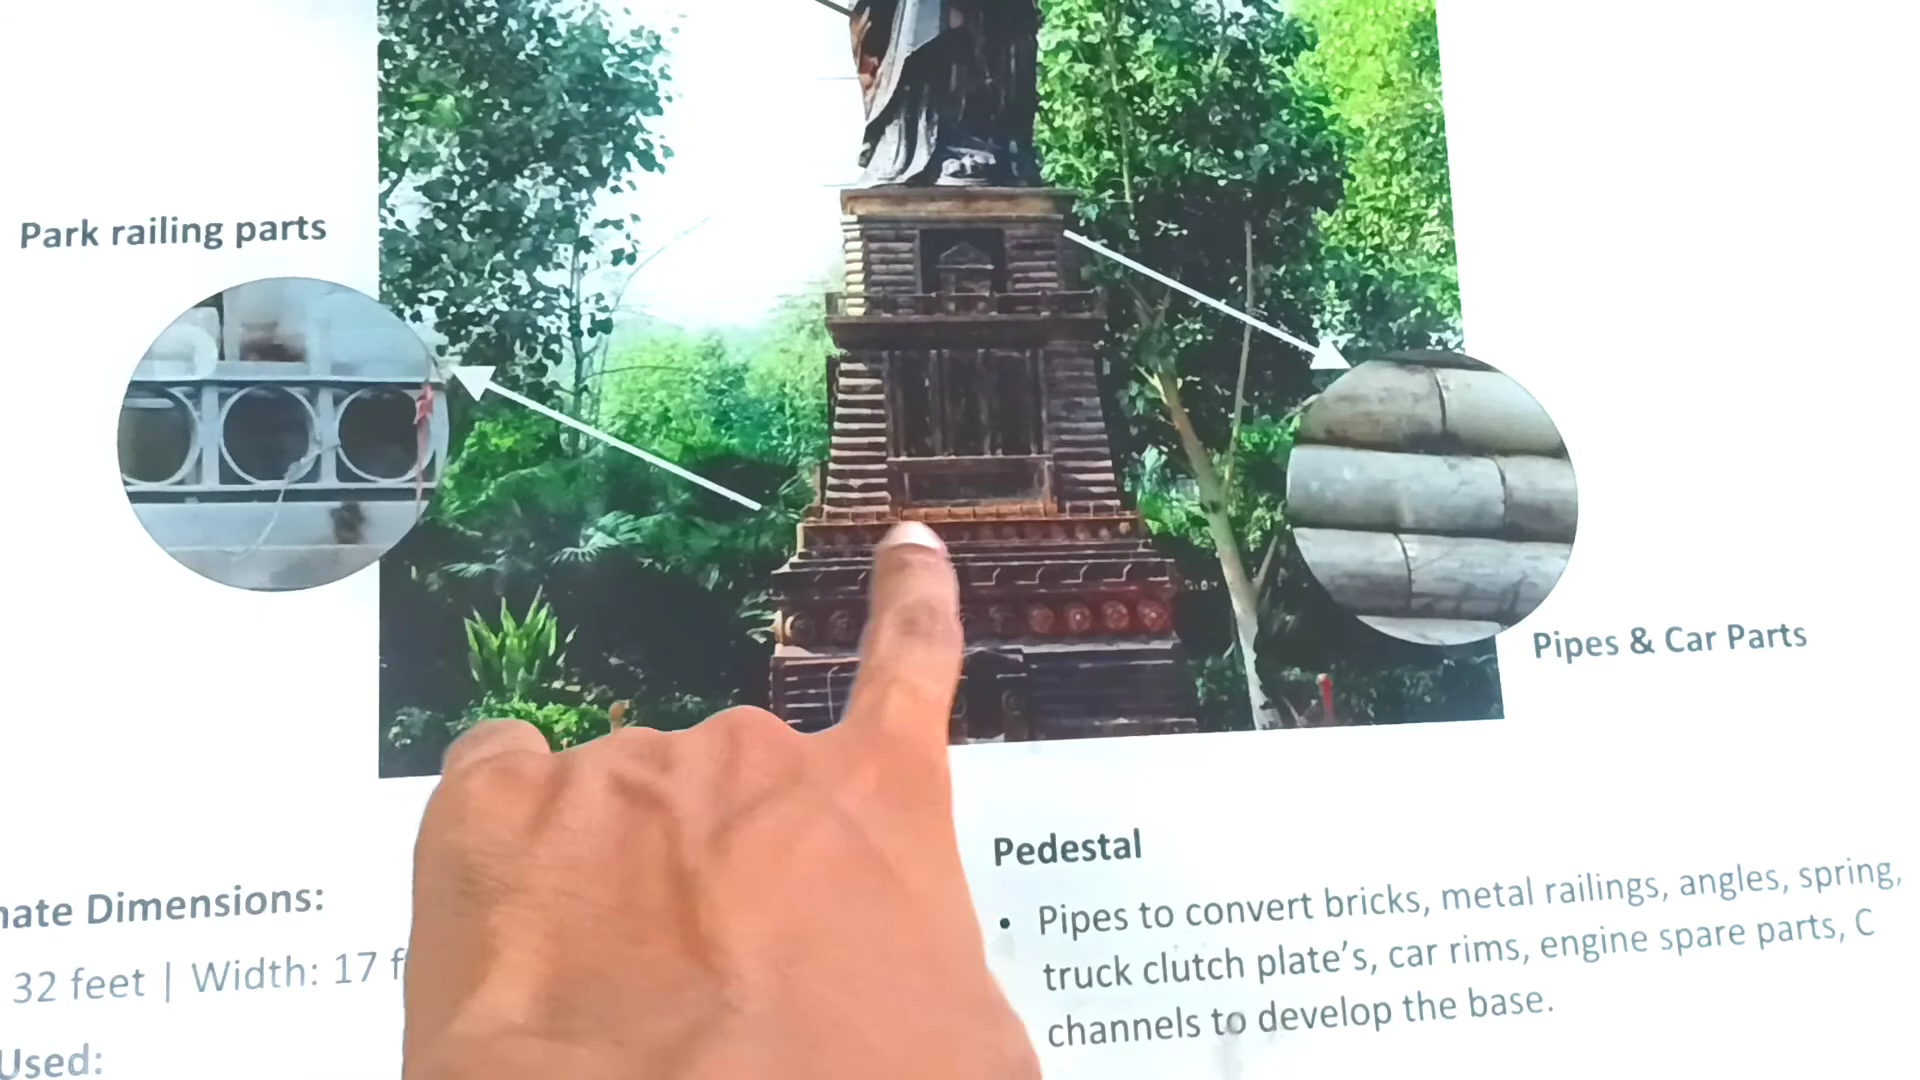 Park railing parts
Pipes & Car Parts
Dimensions:
32 feet | Width: 17
Used:
Pedestal
• Pipes to convert bricks, metal railings, angles, spring,
truck clutch plate's, car rims, engine spare parts, C
channels to develop the base.